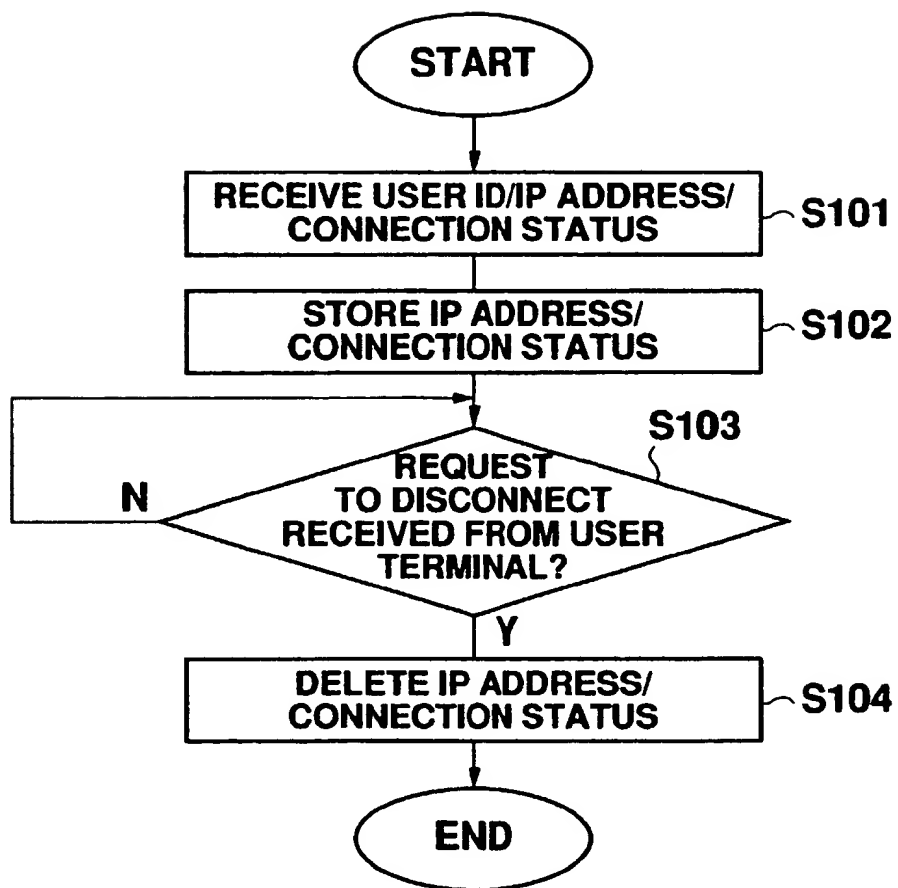 START
RECEIVE USER ID/IP ADDRESS/
CONNECTION STATUS
S101
STORE IP ADDRESS/
CONNECTION STATUS
S102
S103
REQUEST
TO DISCONNECT
RECEIVED FROM USER
TERMINAL?
N
Y
DELETE IP ADDRESS/
CONNECTION STATUS
S104
END